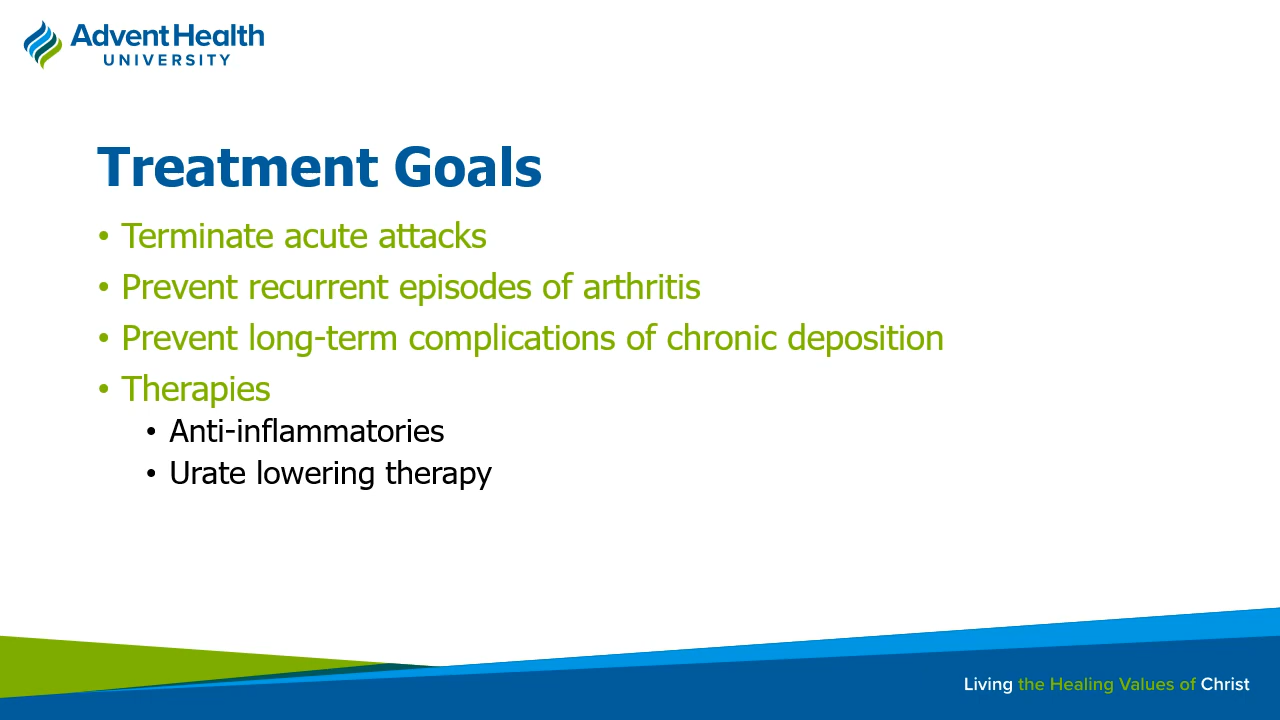 AdventHealth
UNIVERSITY
Treatment Goals
• Terminate acute attacks
• Prevent recurrent episodes of arthritis
• Prevent long-term complications of chronic deposition
• Therapies
• Anti-inflammatories
• Urate lowering therapy
Living the Healing Values of Christ